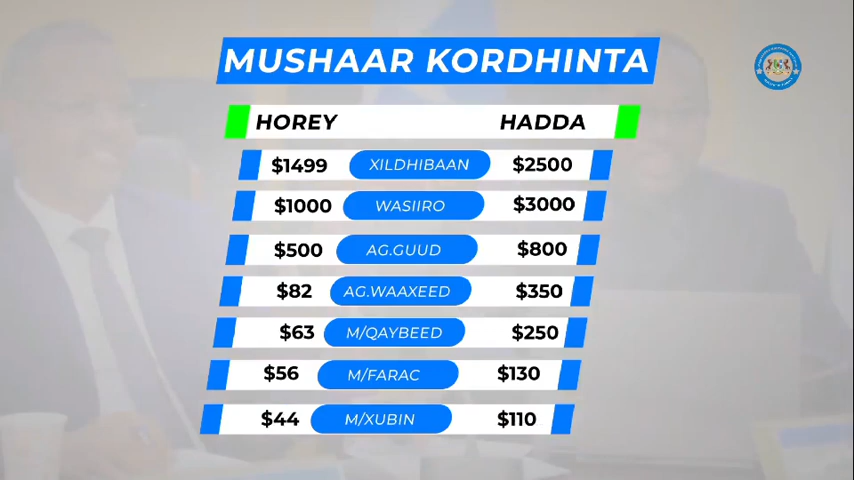 MUSHAAR KORDHINTA
HOREY HADDA
$1499 XILDHIBAAN $2500
$1000 WASIIRO $3000
$500 AG.GUUD $800
$82 AG.WAAXEED $350
$63 M/QAYBEED $250
$56 M/FARAC $130
$44 M/XUBIN $110